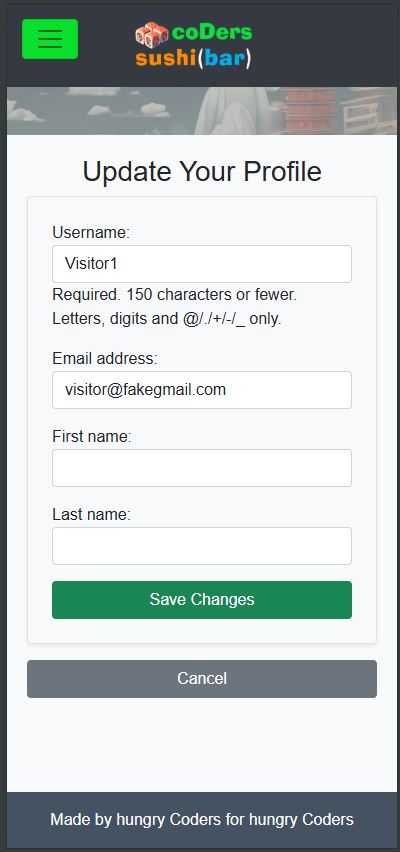 coDers
sushi(bar)
Update Your Profile
Username:
Visitor1
Required. 150 characters or fewer.
Letters, digits and @/./+/-/_ only.
Email address:
visitor@fakegmail.com
First name:
Last name:
Save Changes
Cancel
Made by hungry Coders for hungry Coders